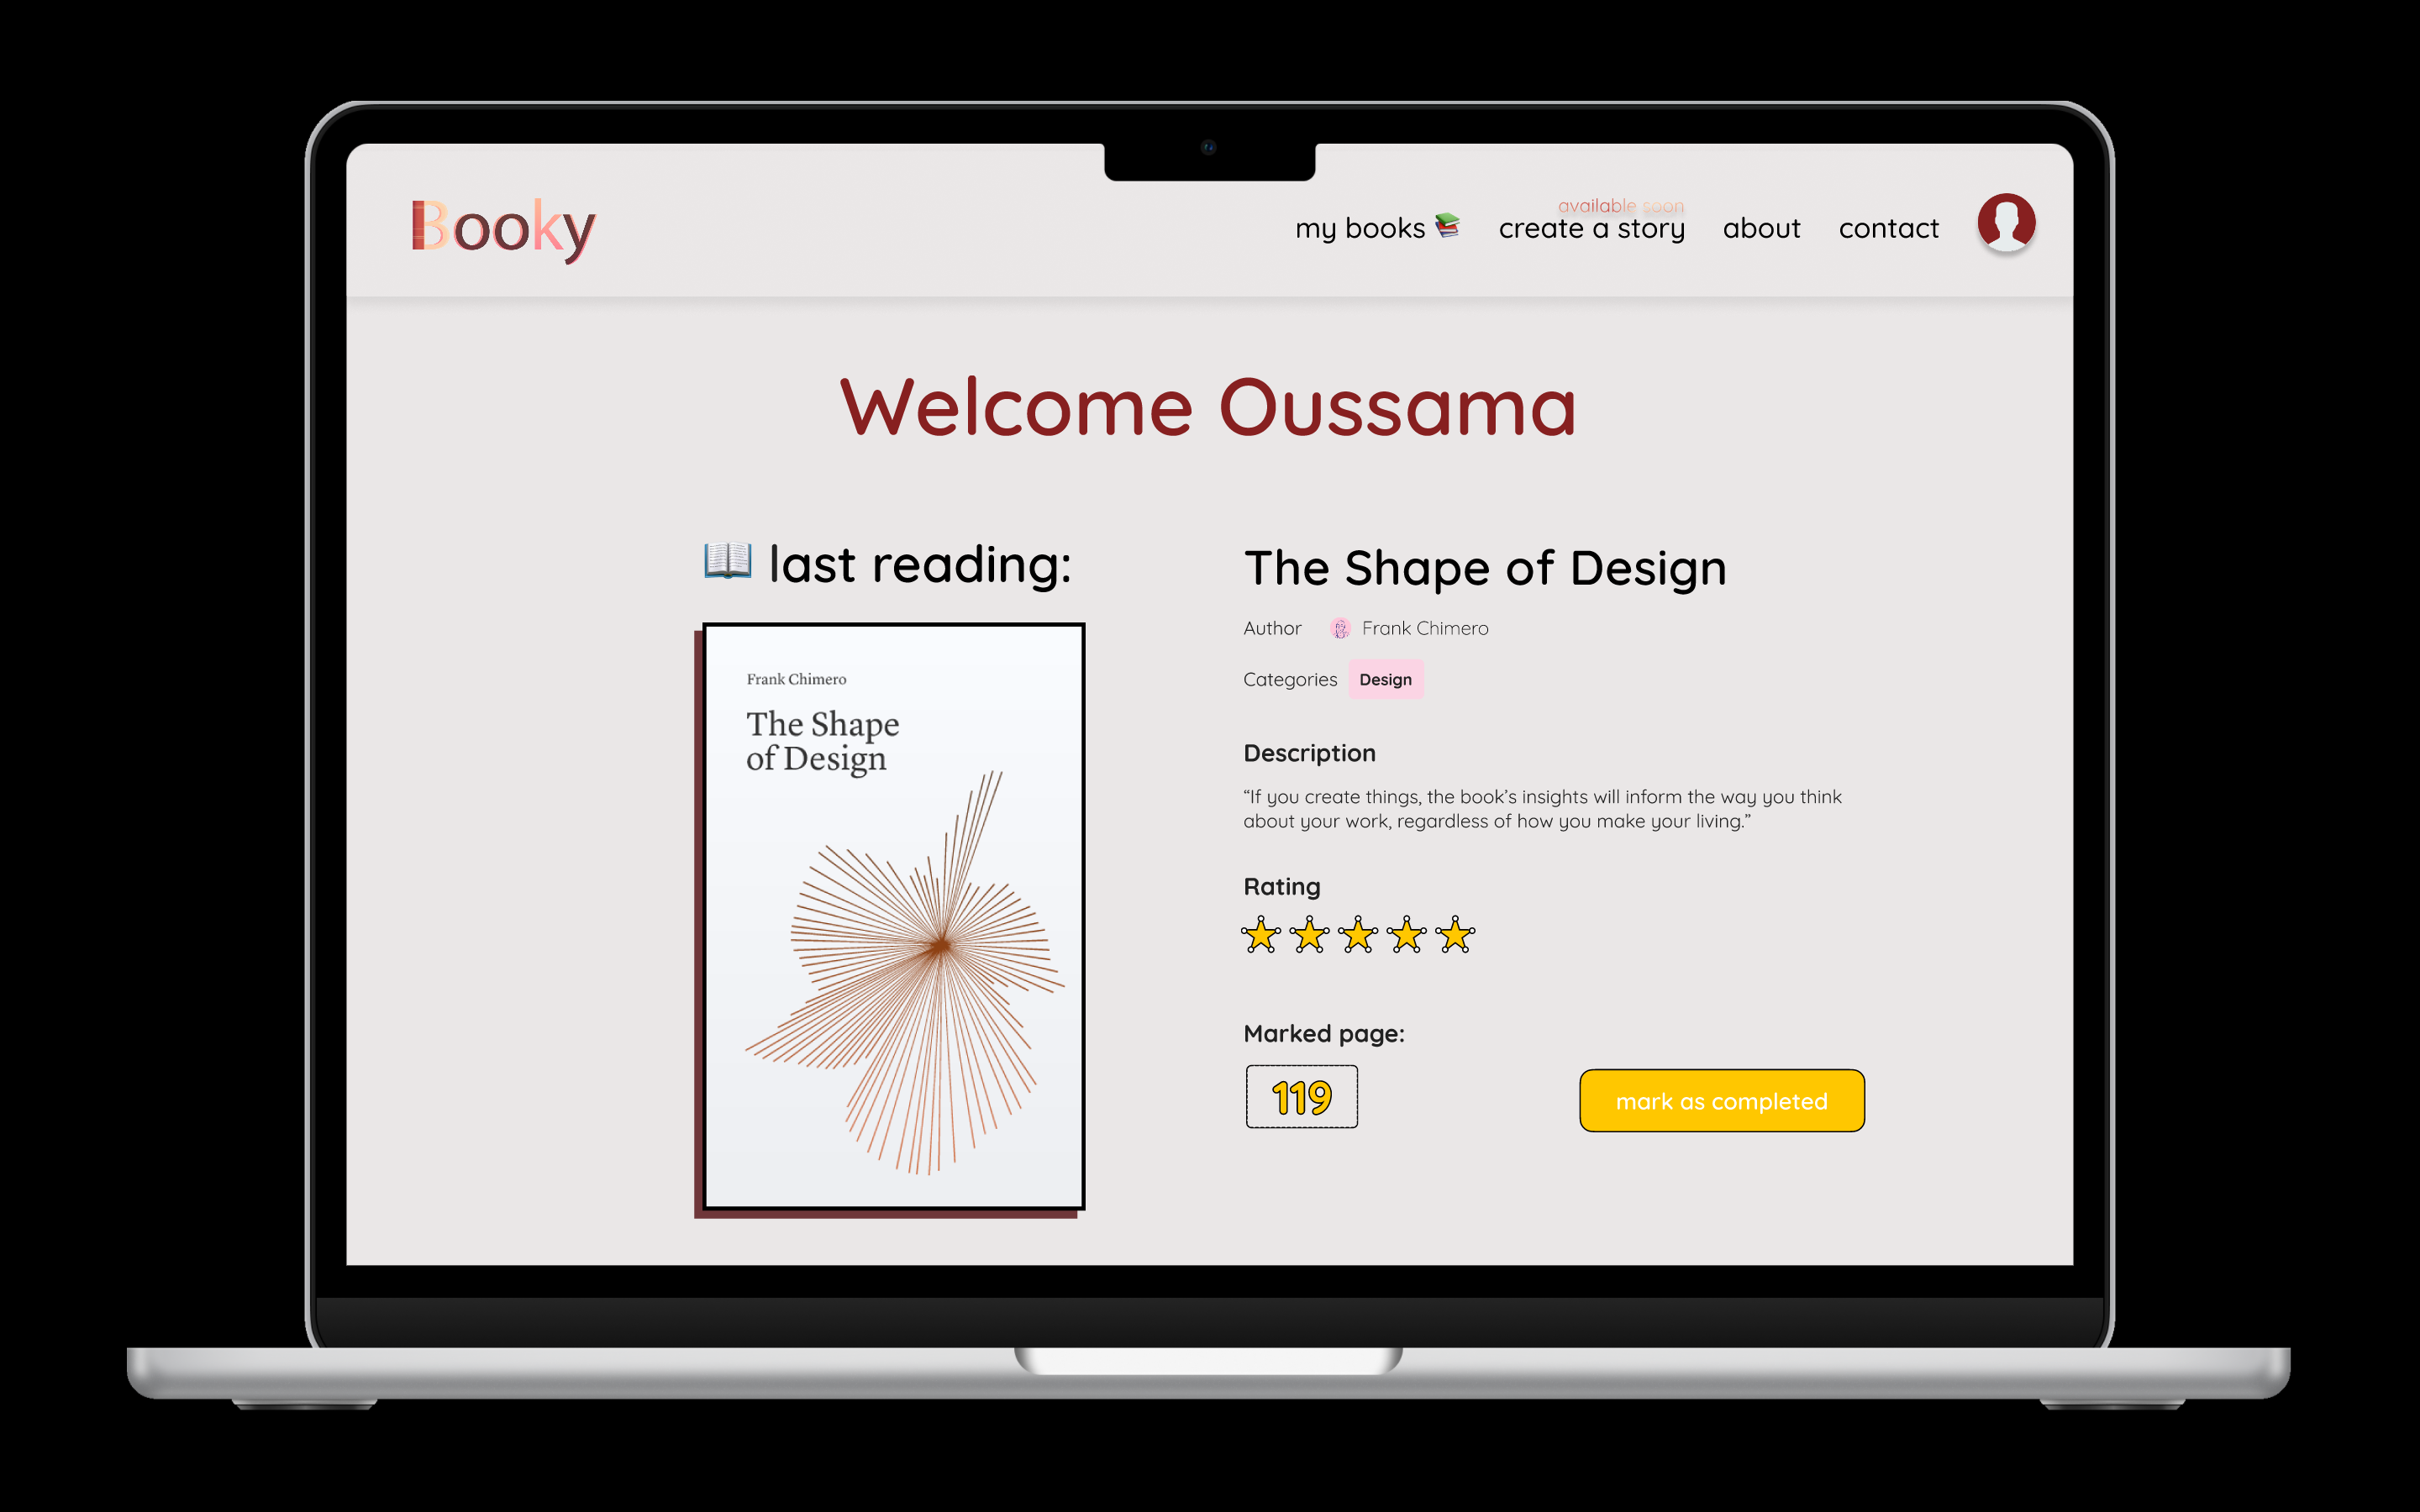 Booky
my books
available soon
create a story
about
contact
Welcome Oussama
last reading:
Frank Chimero
The Shape
of Design
The Shape of Design
Author Frank Chimero
Categories Design
Description
“If you create things, the book’s insights will inform the way you think
about your work, regardless of how you make your living.”
Rating
Marked page:
119
mark as completed